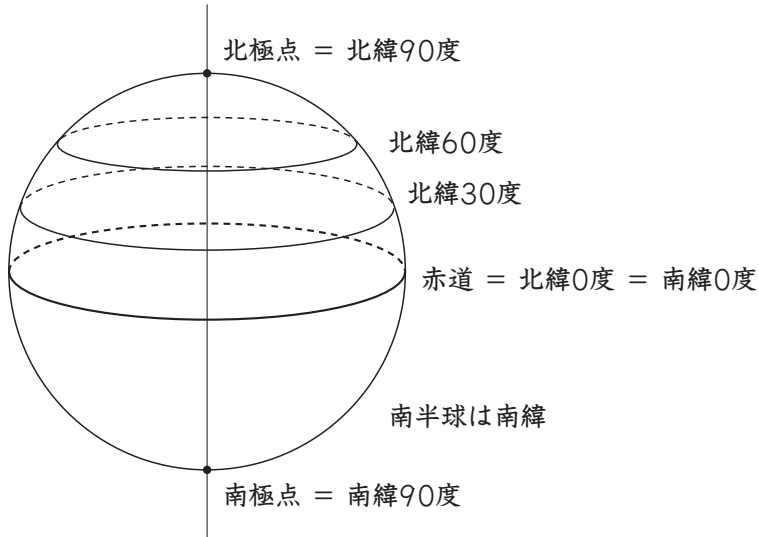 北極点 = 北緯90度
北緯60度
北緯30度
赤道 = 北緯0度 = 南緯0度
南半球は南緯
南極点 = 南緯90度